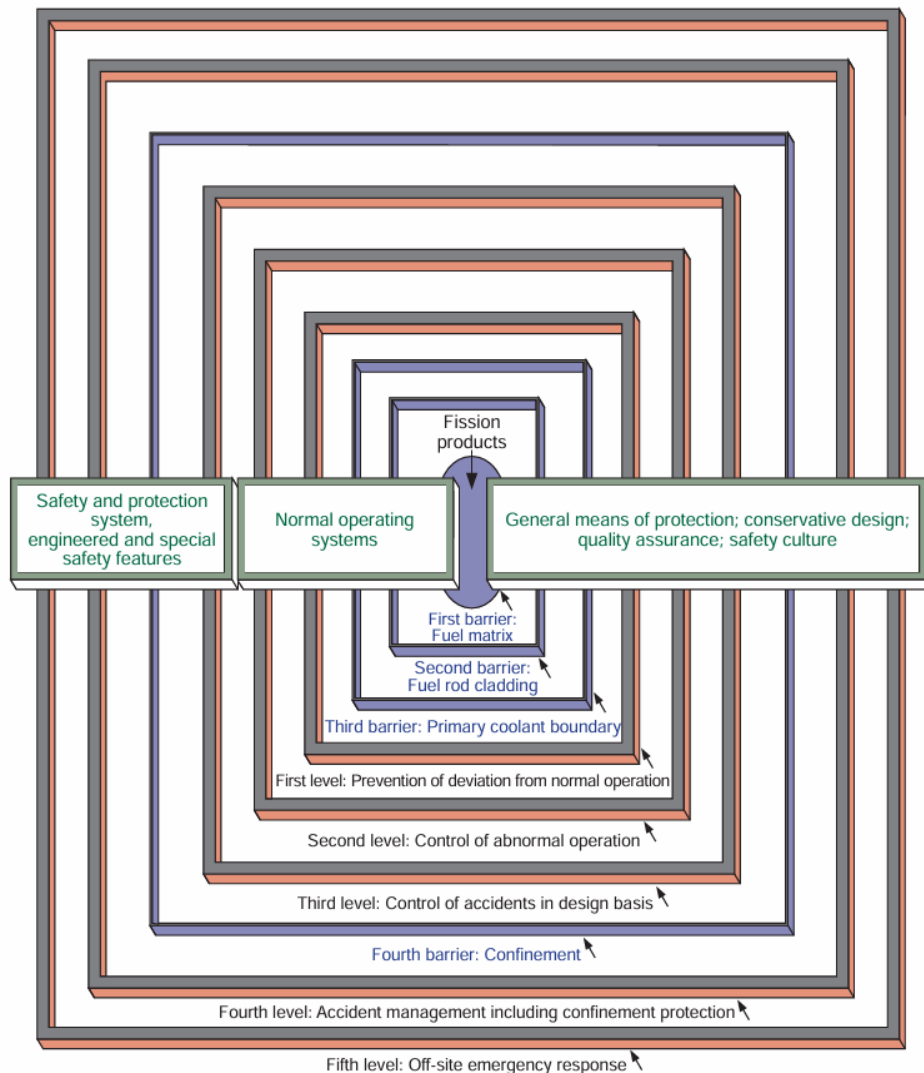 Fission
products
Safety and protection
system,
engineered and special
safety features
Normal operating
systems
General means of protection; conservative design;
quality assurance; safety culture
First barrier:
Fuel matrix
Second barrier:
Fuel rod cladding
Third barrier: Primary coolant boundary
First level: Prevention of deviation from normal operation
Second level: Control of abnormal operation
Third level: Control of accidents in design basis
Fourth barrier: Confinement
Fourth level: Accident management including confinement protection
Fifth level: Off-site emergency response